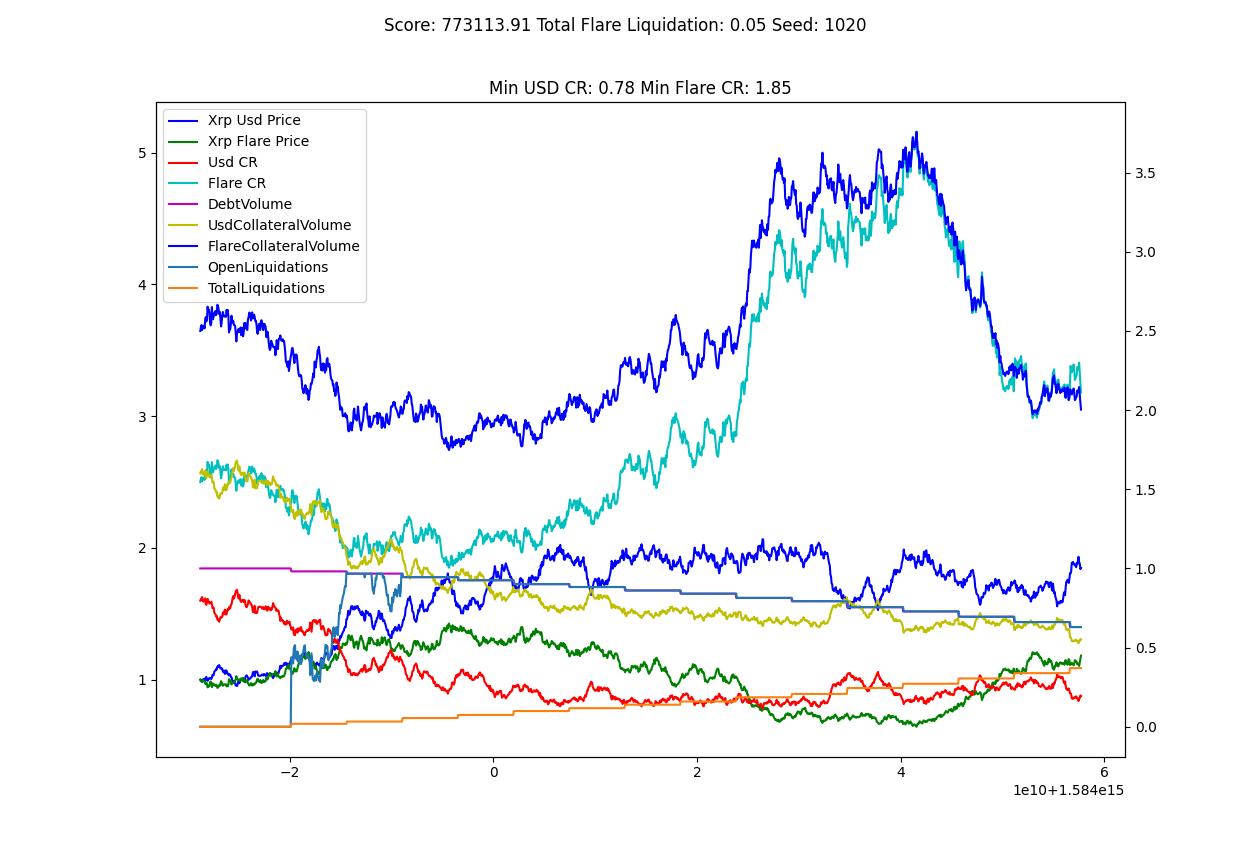 Score: 773113.91 Total Flare Liquidation: 0.05 Seed: 1020
Min USD CR: 0.78 Min Flare CR: 1.85
Xrp Usd Price
Xrp Flare Price
Usd CR
Flare CR
DebtVolume
UsdCollateralVolume
FlareCollateralVolume
OpenLiquidations
TotalLiquidations
5
4
3
2
1
3.5
3.0
2.5
2.0
1.5
1.0
0.5
0.0
−2 0 2 4 6
1e10+1.584e15